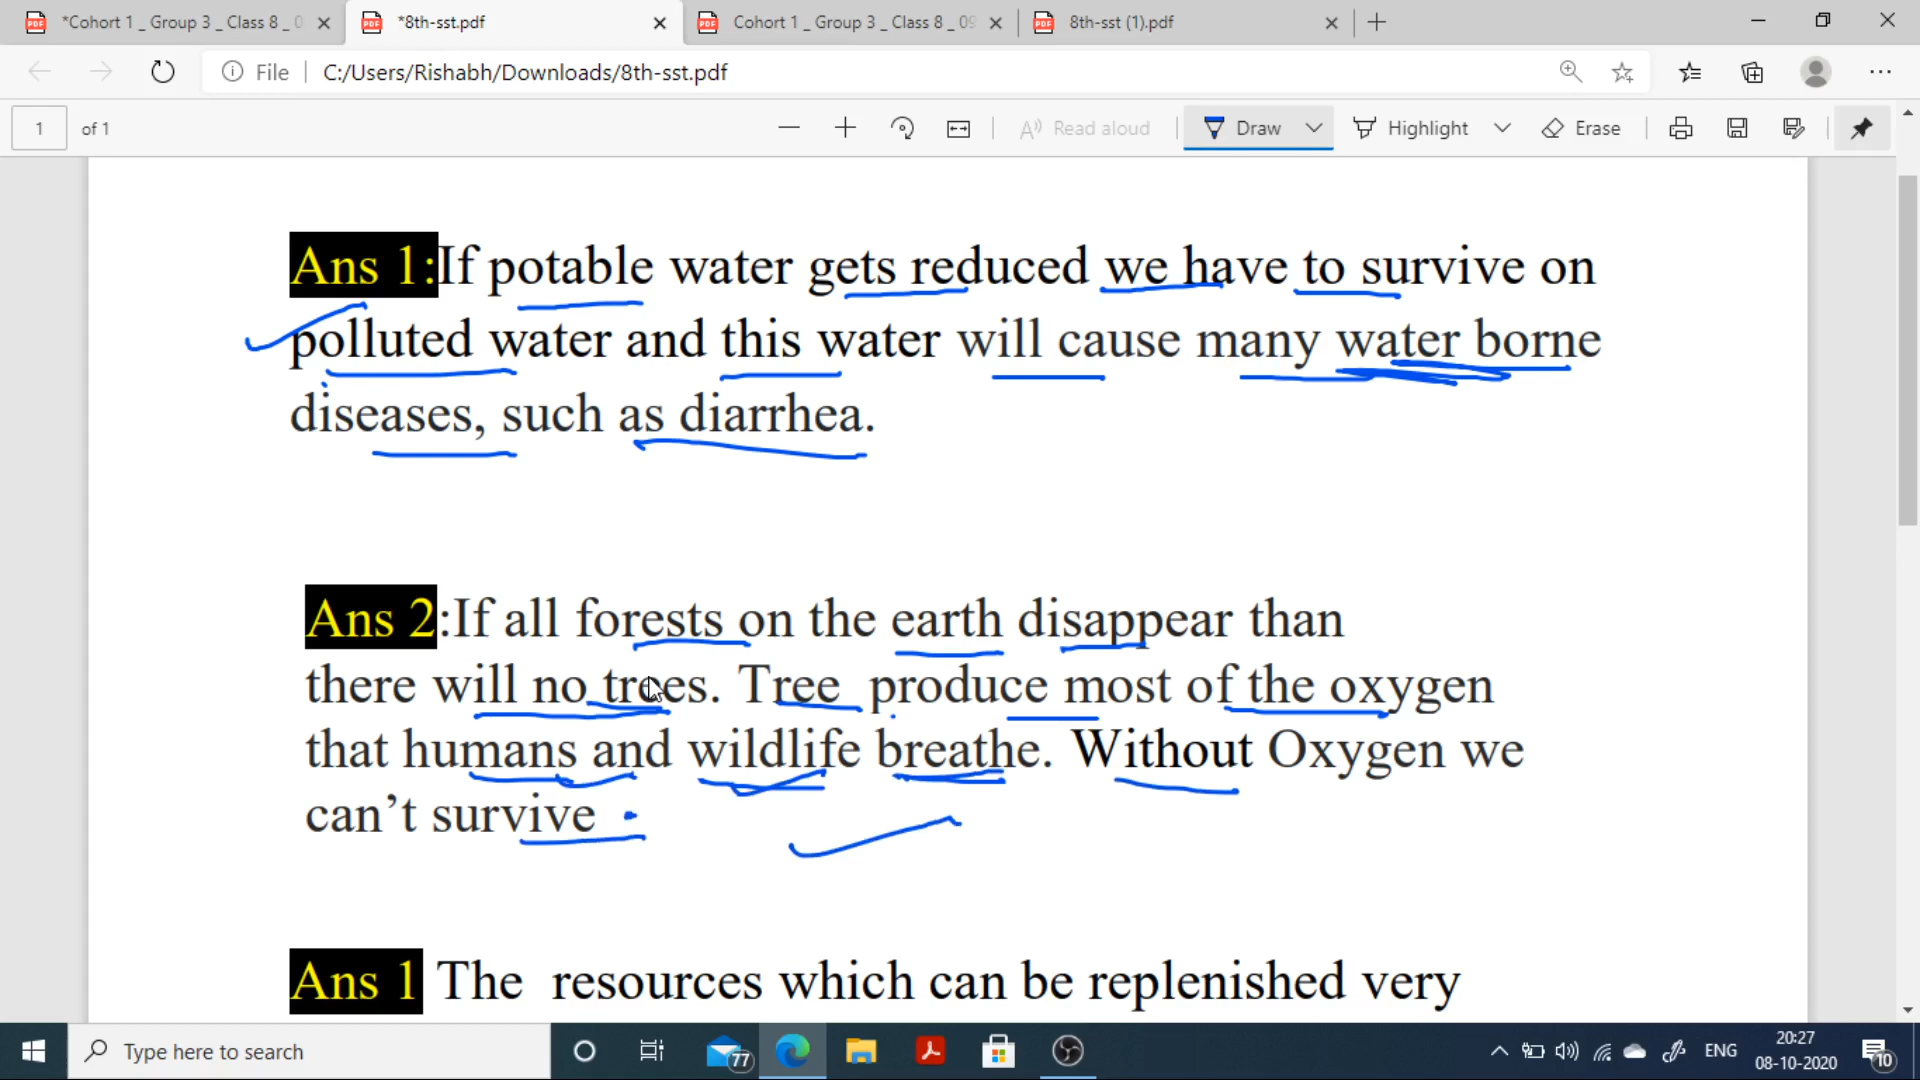 *Cohort 1 _ Group 3 _ Class 8 _ 0
*8th-sst.pdf
Cohort 1 _ Group 3 _ Class 8 _ 09
8th-sst (1).pdf
File
C:/Users/Rishabh/Downloads/8th-sst.pdf
1
of 1
Read aloud
Draw
Highlight
Erase
Ans 1:If potable water gets reduced we have to survive on
polluted water and this water will cause many water borne
diseases, such as diarrhea.
Ans 2:If all forests on the earth disappear than
there will no trees. Tree produce most of the oxygen
that humans and wildlife breathe. Without Oxygen we
can’t survive
Ans 1 The resources which can be replenished very
Type here to search
77
ENG
20:27
08-10-2020
10